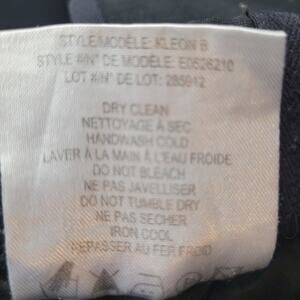 STYLE/MODÈLE: KLEON B
STYLE #/N° DE MODÈLE: E0526210
LOT #/N° DE LOT: 285912
DRY CLEAN
NETTOYAGE À SEC
HANDWASH COLD
LAVER À LA MAIN À L'EAU FROIDE
DO NOT BLEACH
NE PAS JAVELLISER
DO NOT TUMBLE DRY
NE PAS SECHER
IRON COOL
REPASSER AU FER FROID